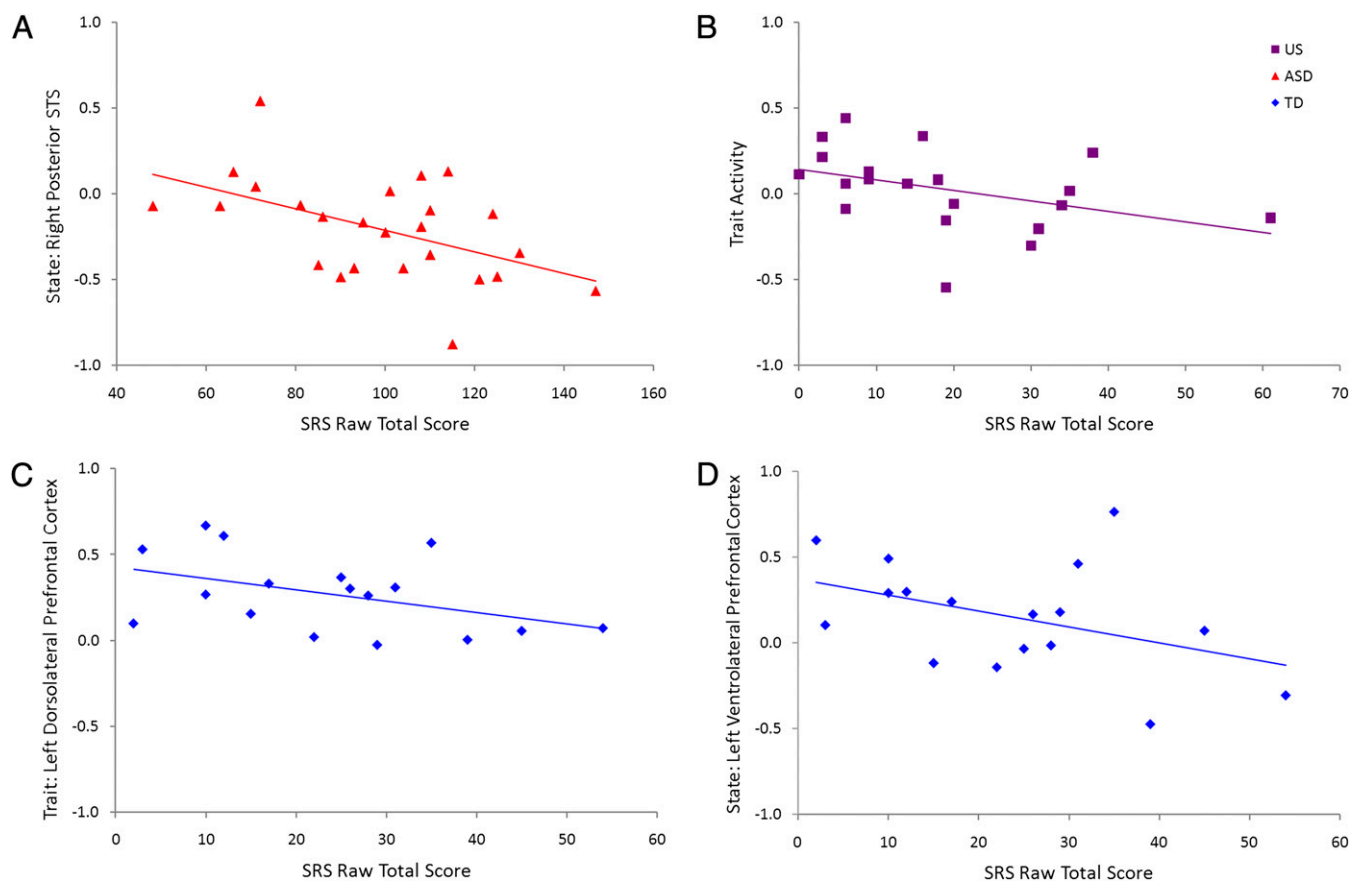 A
State: Right Posterior STS
1.0
0.5
0.0
-0.5
-1.0
40 60 80 100 120 140 160
SRS Raw Total Score
B
Trait Activity
1.0
0.5
0.0
-0.5
-1.0
0 10 20 30 40 50 60 70
SRS Raw Total Score
US
ASD
TD
C
Trait: Left Dorsolateral Prefrontal Cortex
1.0
0.5
0.0
-0.5
-1.0
0 10 20 30 40 50 60
SRS Raw Total Score
D
State: Left Ventrolateral Prefrontal Cortex
1.0
0.5
0.0
-0.5
-1.0
0 10 20 30 40 50 60
SRS Raw Total Score